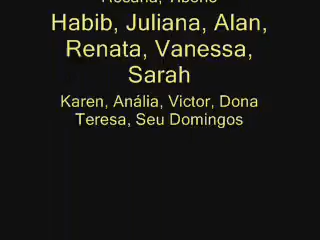 Habib, Juliana, Alan,
Renata, Vanessa,
Sarah
Karen, Anália, Victor, Dona
Teresa, Seu Domingos